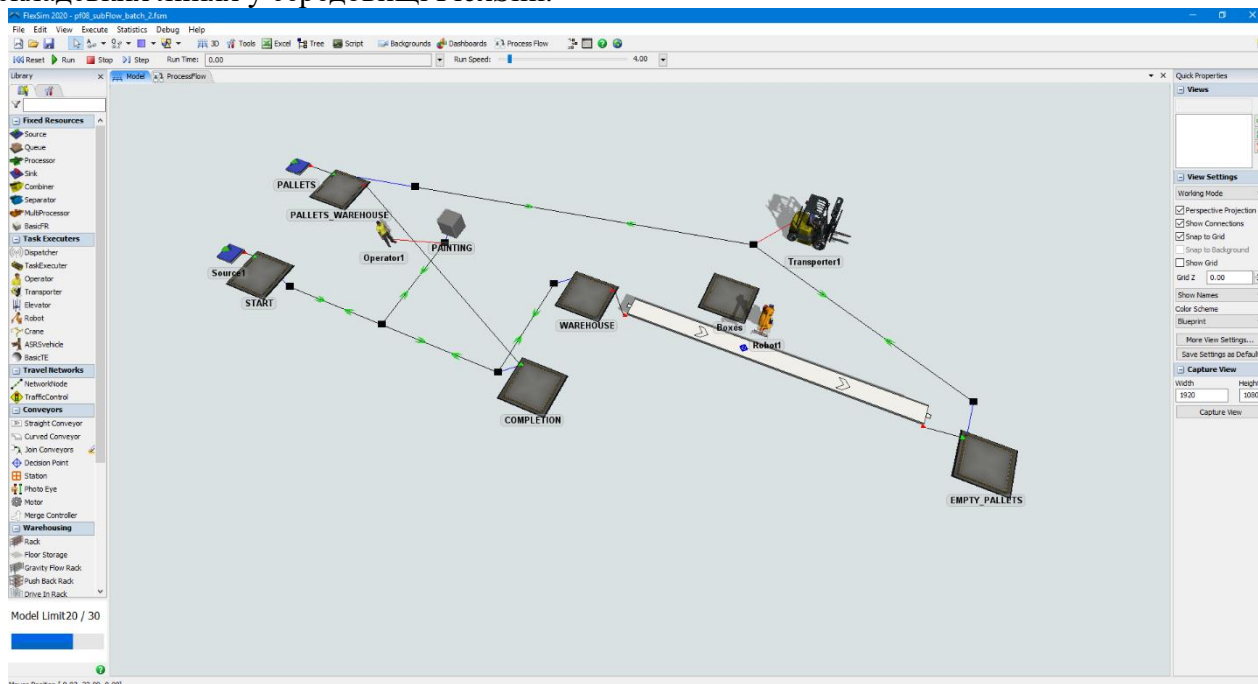 складовій лінії у середовищі FlexSim.
FlexSim 2020 - pf08_subFlow_batch_2.fsm
File Edit View Execute Statistics Debug Help
3D Tools Excel Tree Script Backgrounds Dashboards Process Flow
Reset Run Stop Step Run Time: 0.00 Run Speed: 4.00
Library
Model ProcessFlow
Quick Properties
Views
Fixed Resources
Source
Queue
Processor
Sink
Combiner
Separator
MultiProcessor
BasicFR
Task Executers
Dispatcher
TaskExecuter
Operator
Transporter
Elevator
Robot
Crane
ASRSvehicle
BasicTE
Travel Networks
NetworkNode
TrafficControl
Conveyors
Straight Conveyor
Curved Conveyor
Join Conveyors
Decision Point
Station
Photo Eye
Motor
Merge Controller
Warehousing
Rack
Floor Storage
Gravity Flow Rack
Push Back Rack
Drive In Rack
Model Limit20 / 30
PALLETS
PALLETS_WAREHOUSE
Operator1
PAINTING
Source1
START
Transporter1
WAREHOUSE
Boxes
Robot1
COMPLETION
EMPTY_PALLETS
View Settings
Working Mode
Perspective Projection
Show Connections
Snap to Grid
Snap to Background
Show Grid
Grid Z 0.00
Show Names
Color Scheme
Blueprint
More View Settings...
Save Settings as Default
Capture View
Width Height
1920 1080
Capture View